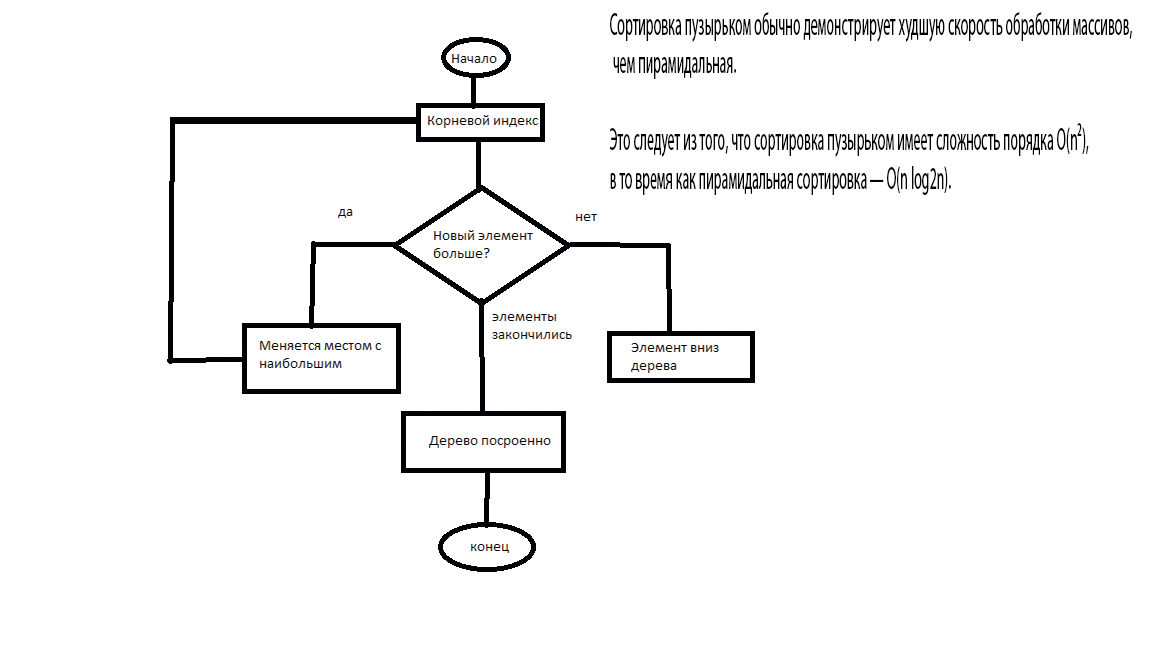 Сортировка пузырьком обычно демонстрирует худшую скорость обработки массивов,
чем пирамидальная.
Это следует из того, что сортировка пузырьком имеет сложность порядка O(n²),
в то время как пирамидальная сортировка — O(n log2n).
Начало
Корневой индекс
да
нет
Новый элемент
больше?
элементы
закончились
Меняется местом с
наибольшим
Элемент вниз
дерева
Дерево посроенно
конец